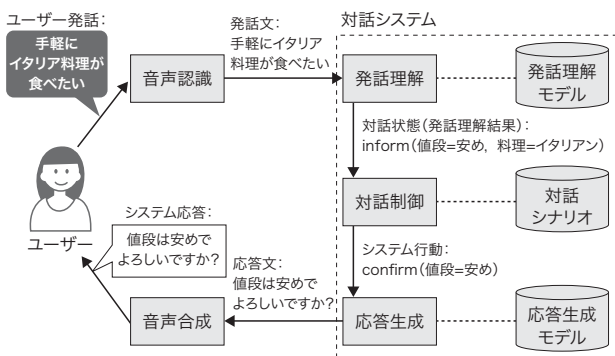 ユーザー発話：
手軽に
イタリア料理が
食べたい
音声認識
発話文：
手軽にイタリア
料理が食べたい
対話システム
発話理解
発話理解
モデル
対話状態（発話理解結果）：
inform（値段=安め，料理=イタリアン）
対話制御
対話
シナリオ
ユーザー
システム応答：
値段は安めで
よろしいですか？
システム行動：
confirm（値段=安め）
応答文：
値段は安めで
よろしいですか？
音声合成
応答生成
応答生成
モデル